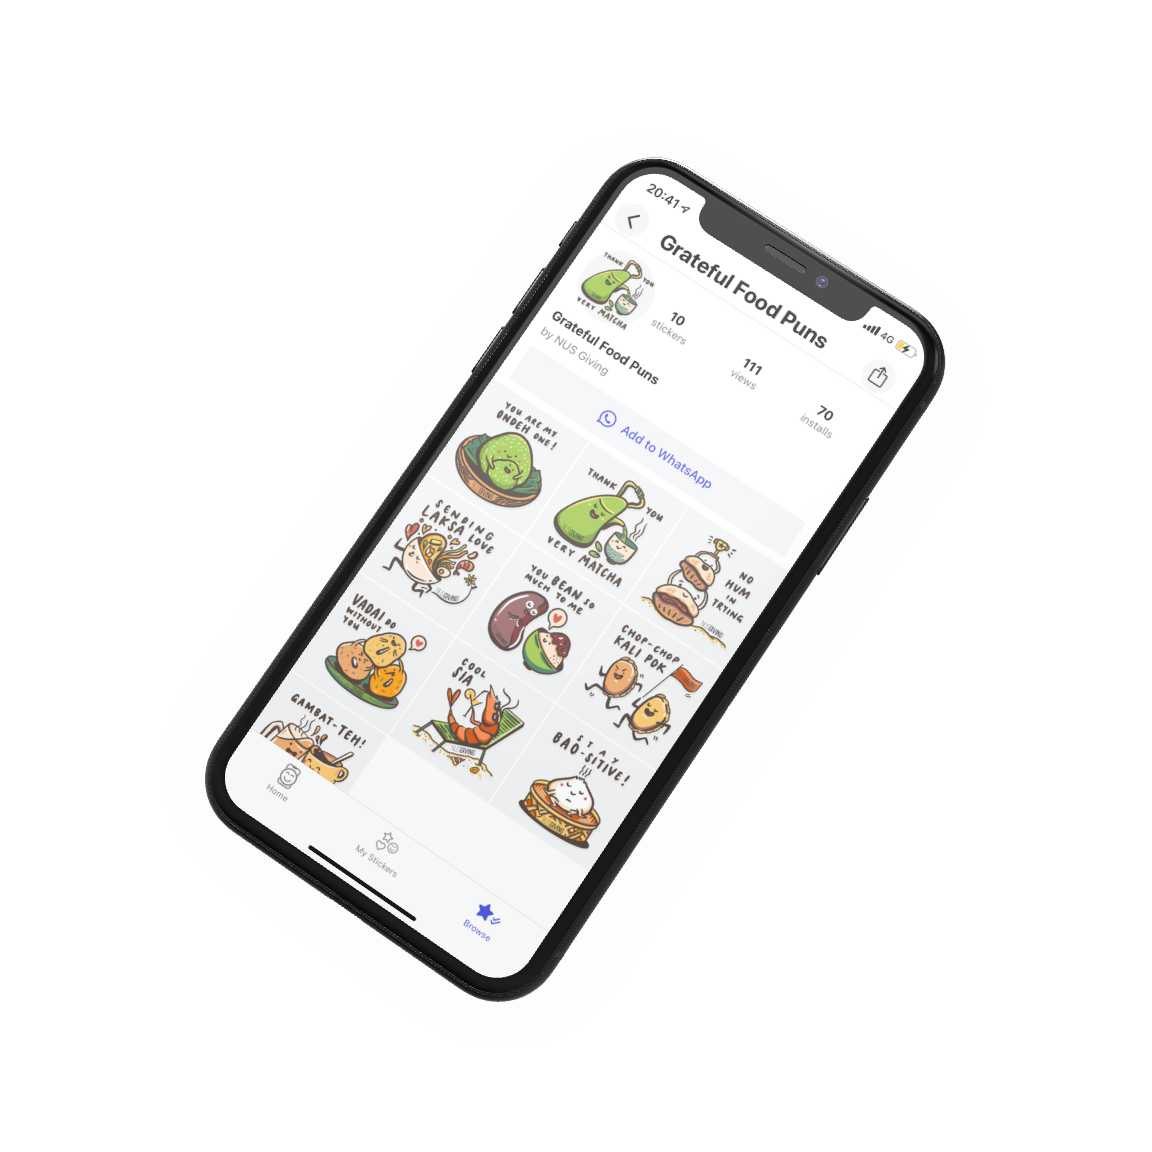 20:41
4G
Grateful Food Puns
THANK YOU
VERY MATCHA
10
stickers
111
views
70
installs
Grateful Food Puns
by NUS Giving
Add to WhatsApp
YOU ARE MY
ONDEH ONE!
THANK YOU
VERY MATCHA
NO
HUM
IN
TRYING
SENDING
LAKSA LOVE
YOU BEAN SO
MUCH TO ME
CHOP-CHOP
KALI POK
VADAI DO
WITHOUT
YOU
COOL
SIA
STAY
BAO-SITIVE!
GAMBAT-TEH!
Home
My Stickers
Browse